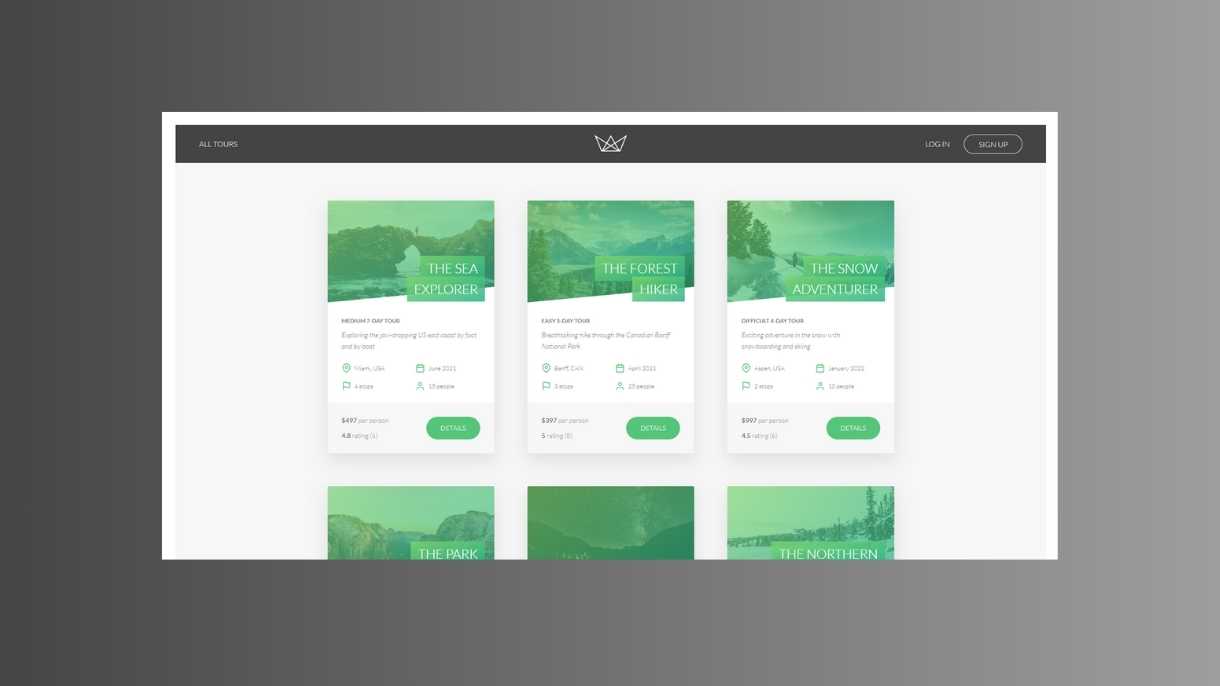 ALL TOURS
LOG IN
SIGN UP
THE SEA
EXPLORER
MEDIUM 7-DAY TOUR
Exploring the jaw-dropping US east coast by foot
and by boat
Miami, USA
June 2021
4 stops
15 people
$497 per person
4.8 rating (6)
DETAILS
THE FOREST
HIKER
EASY 5-DAY TOUR
Breathtaking hike through the Canadian Banff
National Park
Banff, CAN
April 2021
3 stops
25 people
$397 per person
5 rating (8)
DETAILS
THE SNOW
ADVENTURER
DIFFICULT 4-DAY TOUR
Exciting adventure in the snow with
snowboarding and skiing
Aspen, USA
January 2022
2 stops
10 people
$997 per person
4.5 rating (6)
DETAILS
THE PARK
THE NORTHERN